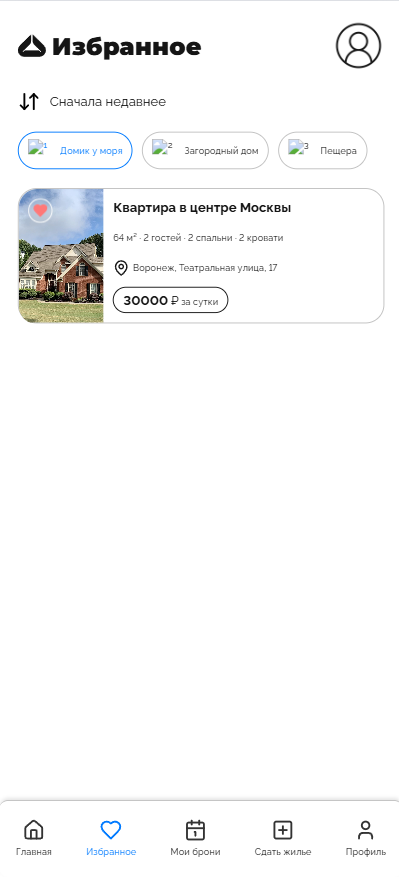 Избранное
Сначала недавнее
1 Домик у моря
2 Загородный дом
3 Пещера
Квартира в центре Москвы
64 м² · 2 гостей · 2 спальни · 2 кровати
Воронеж, Театральная улица, 17
30000 ₽ за сутки
Главная
Избранное
1
Мои брони
Сдать жилье
Профиль